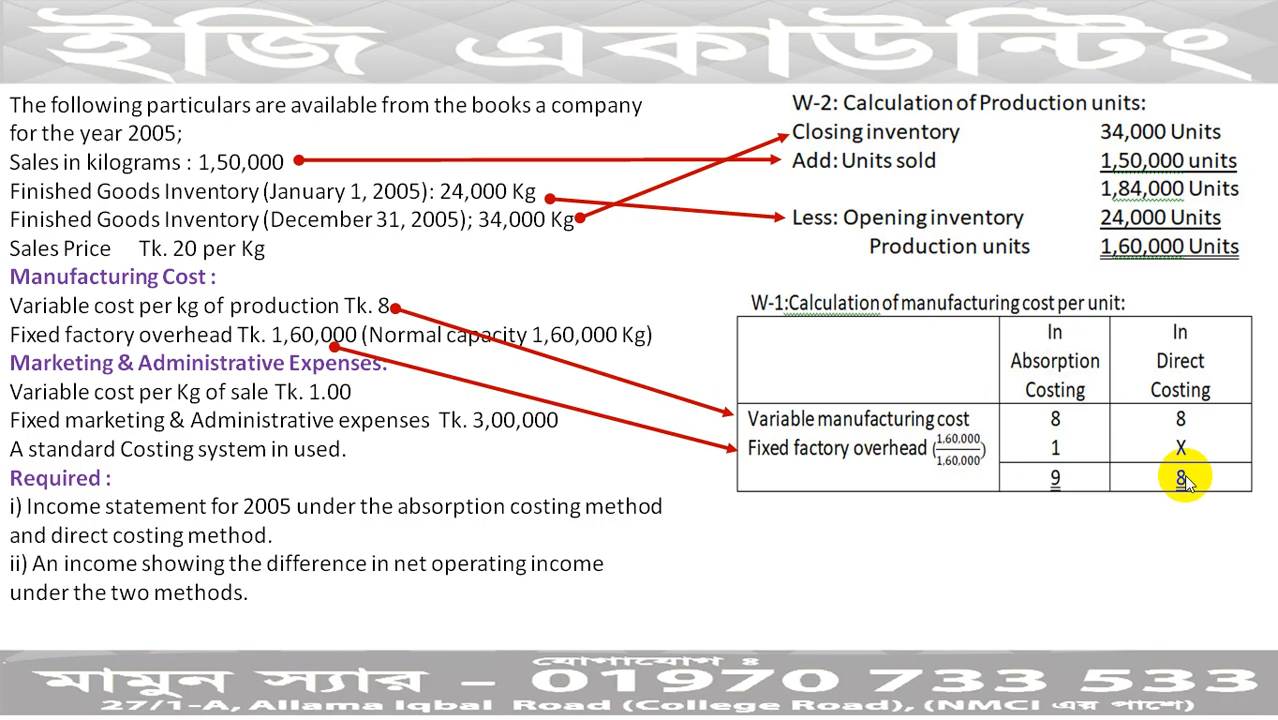 ইজি একাউন্টিং
The following particulars are available from the books a company
for the year 2005;
Sales in kilograms : 1,50,000
Finished Goods Inventory (January 1, 2005): 24,000 Kg
Finished Goods Inventory (December 31, 2005); 34,000 Kg
Sales Price Tk. 20 per Kg
Manufacturing Cost :
Variable cost per kg of production Tk. 8
Fixed factory overhead Tk. 1,60,000 (Normal capacity 1,60,000 Kg)
Marketing & Administrative Expenses:
Variable cost per Kg of sale Tk. 1.00
Fixed marketing & Administrative expenses Tk. 3,00,000
A standard Costing system in used.
Required :
i) Income statement for 2005 under the absorption costing method
and direct costing method.
ii) An income showing the difference in net operating income
under the two methods.
W-2: Calculation of Production units:
Closing inventory 34,000 Units
Add: Units sold 1,50,000 units
1,84,000 Units
Less: Opening inventory 24,000 Units
Production units 1,60,000 Units
W-1:Calculation of manufacturing cost per unit:
In Absorption Costing
In Direct Costing
Variable manufacturing cost 8 8
Fixed factory overhead (1.60.000/1,60,000) 1 X
9 8
যোগাযোগ ঃ
মামুন স্যার – 01970 733 533
27/1-A, Allama Iqbal Road (College Road), (NMCI এর পাশে)